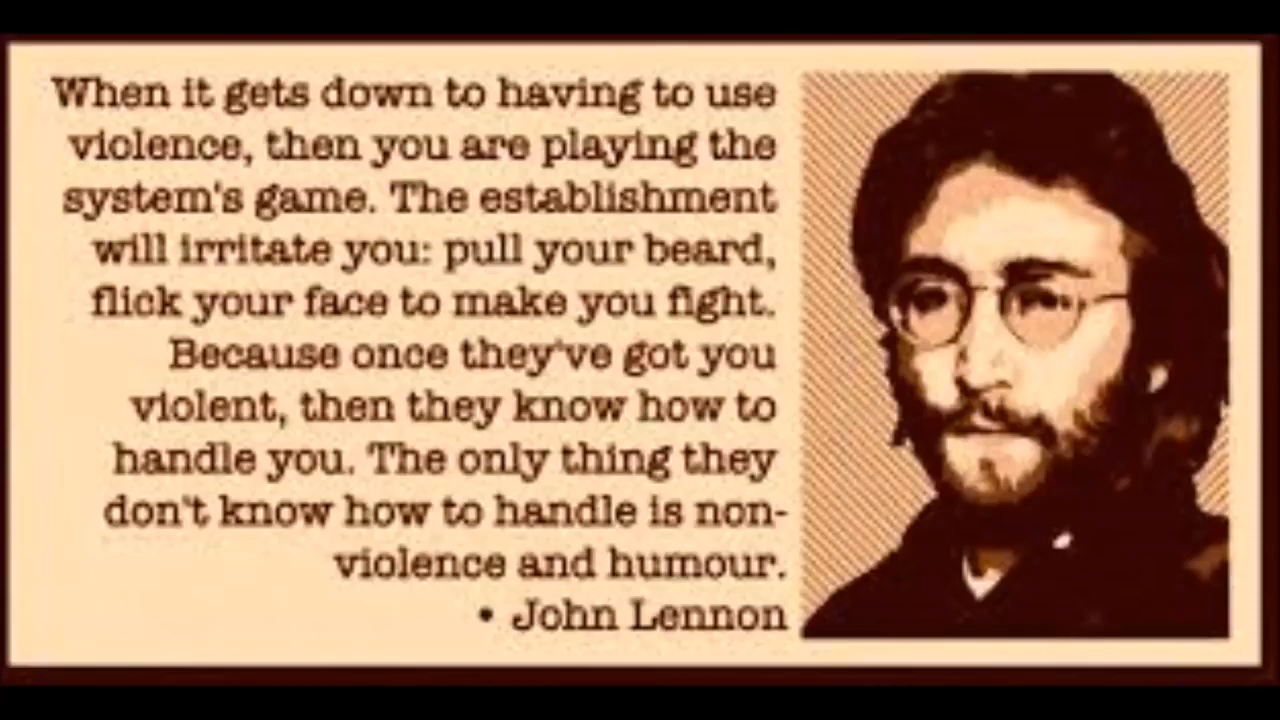 When it gets down to having to use
violence, then you are playing the
system's game. The establishment
will irritate you: pull your beard,
flick your face to make you fight.
Because once they've got you
violent, then they know how to
handle you. The only thing they
don't know how to handle is non-
violence and humour.
• John Lennon